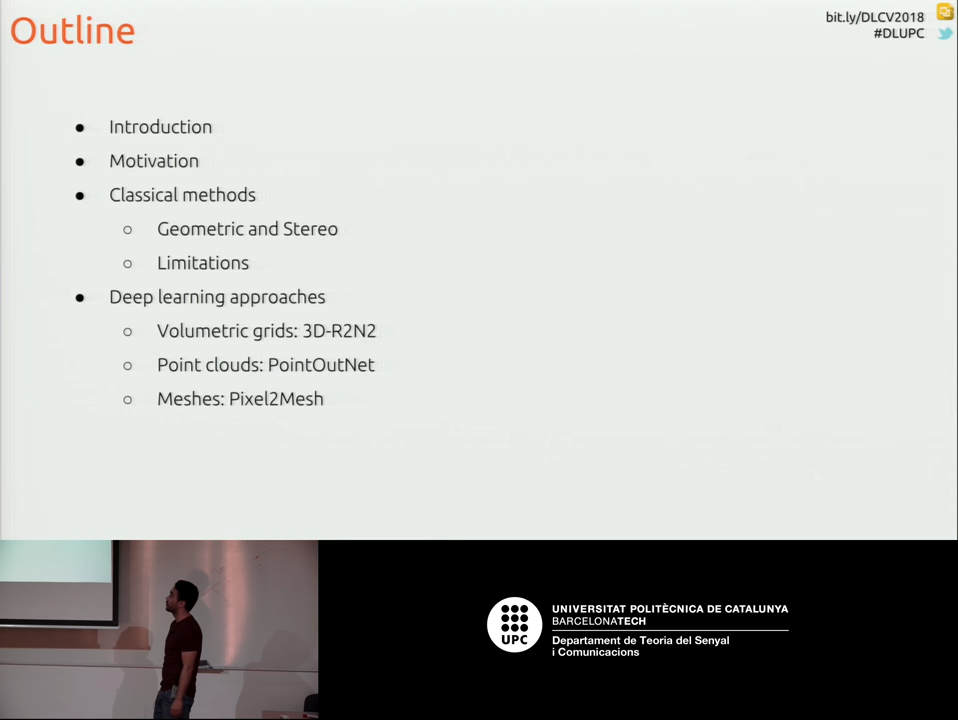 Outline
bit.ly/DLCV2018
#DLUPC
● Introduction
● Motivation
● Classical methods
○ Geometric and Stereo
○ Limitations
● Deep learning approaches
○ Volumetric grids: 3D-R2N2
○ Point clouds: PointOutNet
○ Meshes: Pixel2Mesh
UPC
UNIVERSITAT POLITÈCNICA DE CATALUNYA
BARCELONATECH
Departament de Teoria del Senyal
i Comunicacions